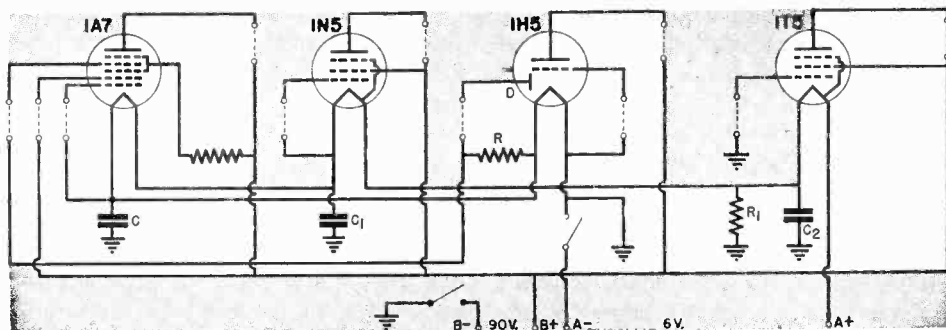 1A7
1N5
1H5
1T5
D
R
C
C1
R1
C2
B- 90V. B+ A- 6V. A+